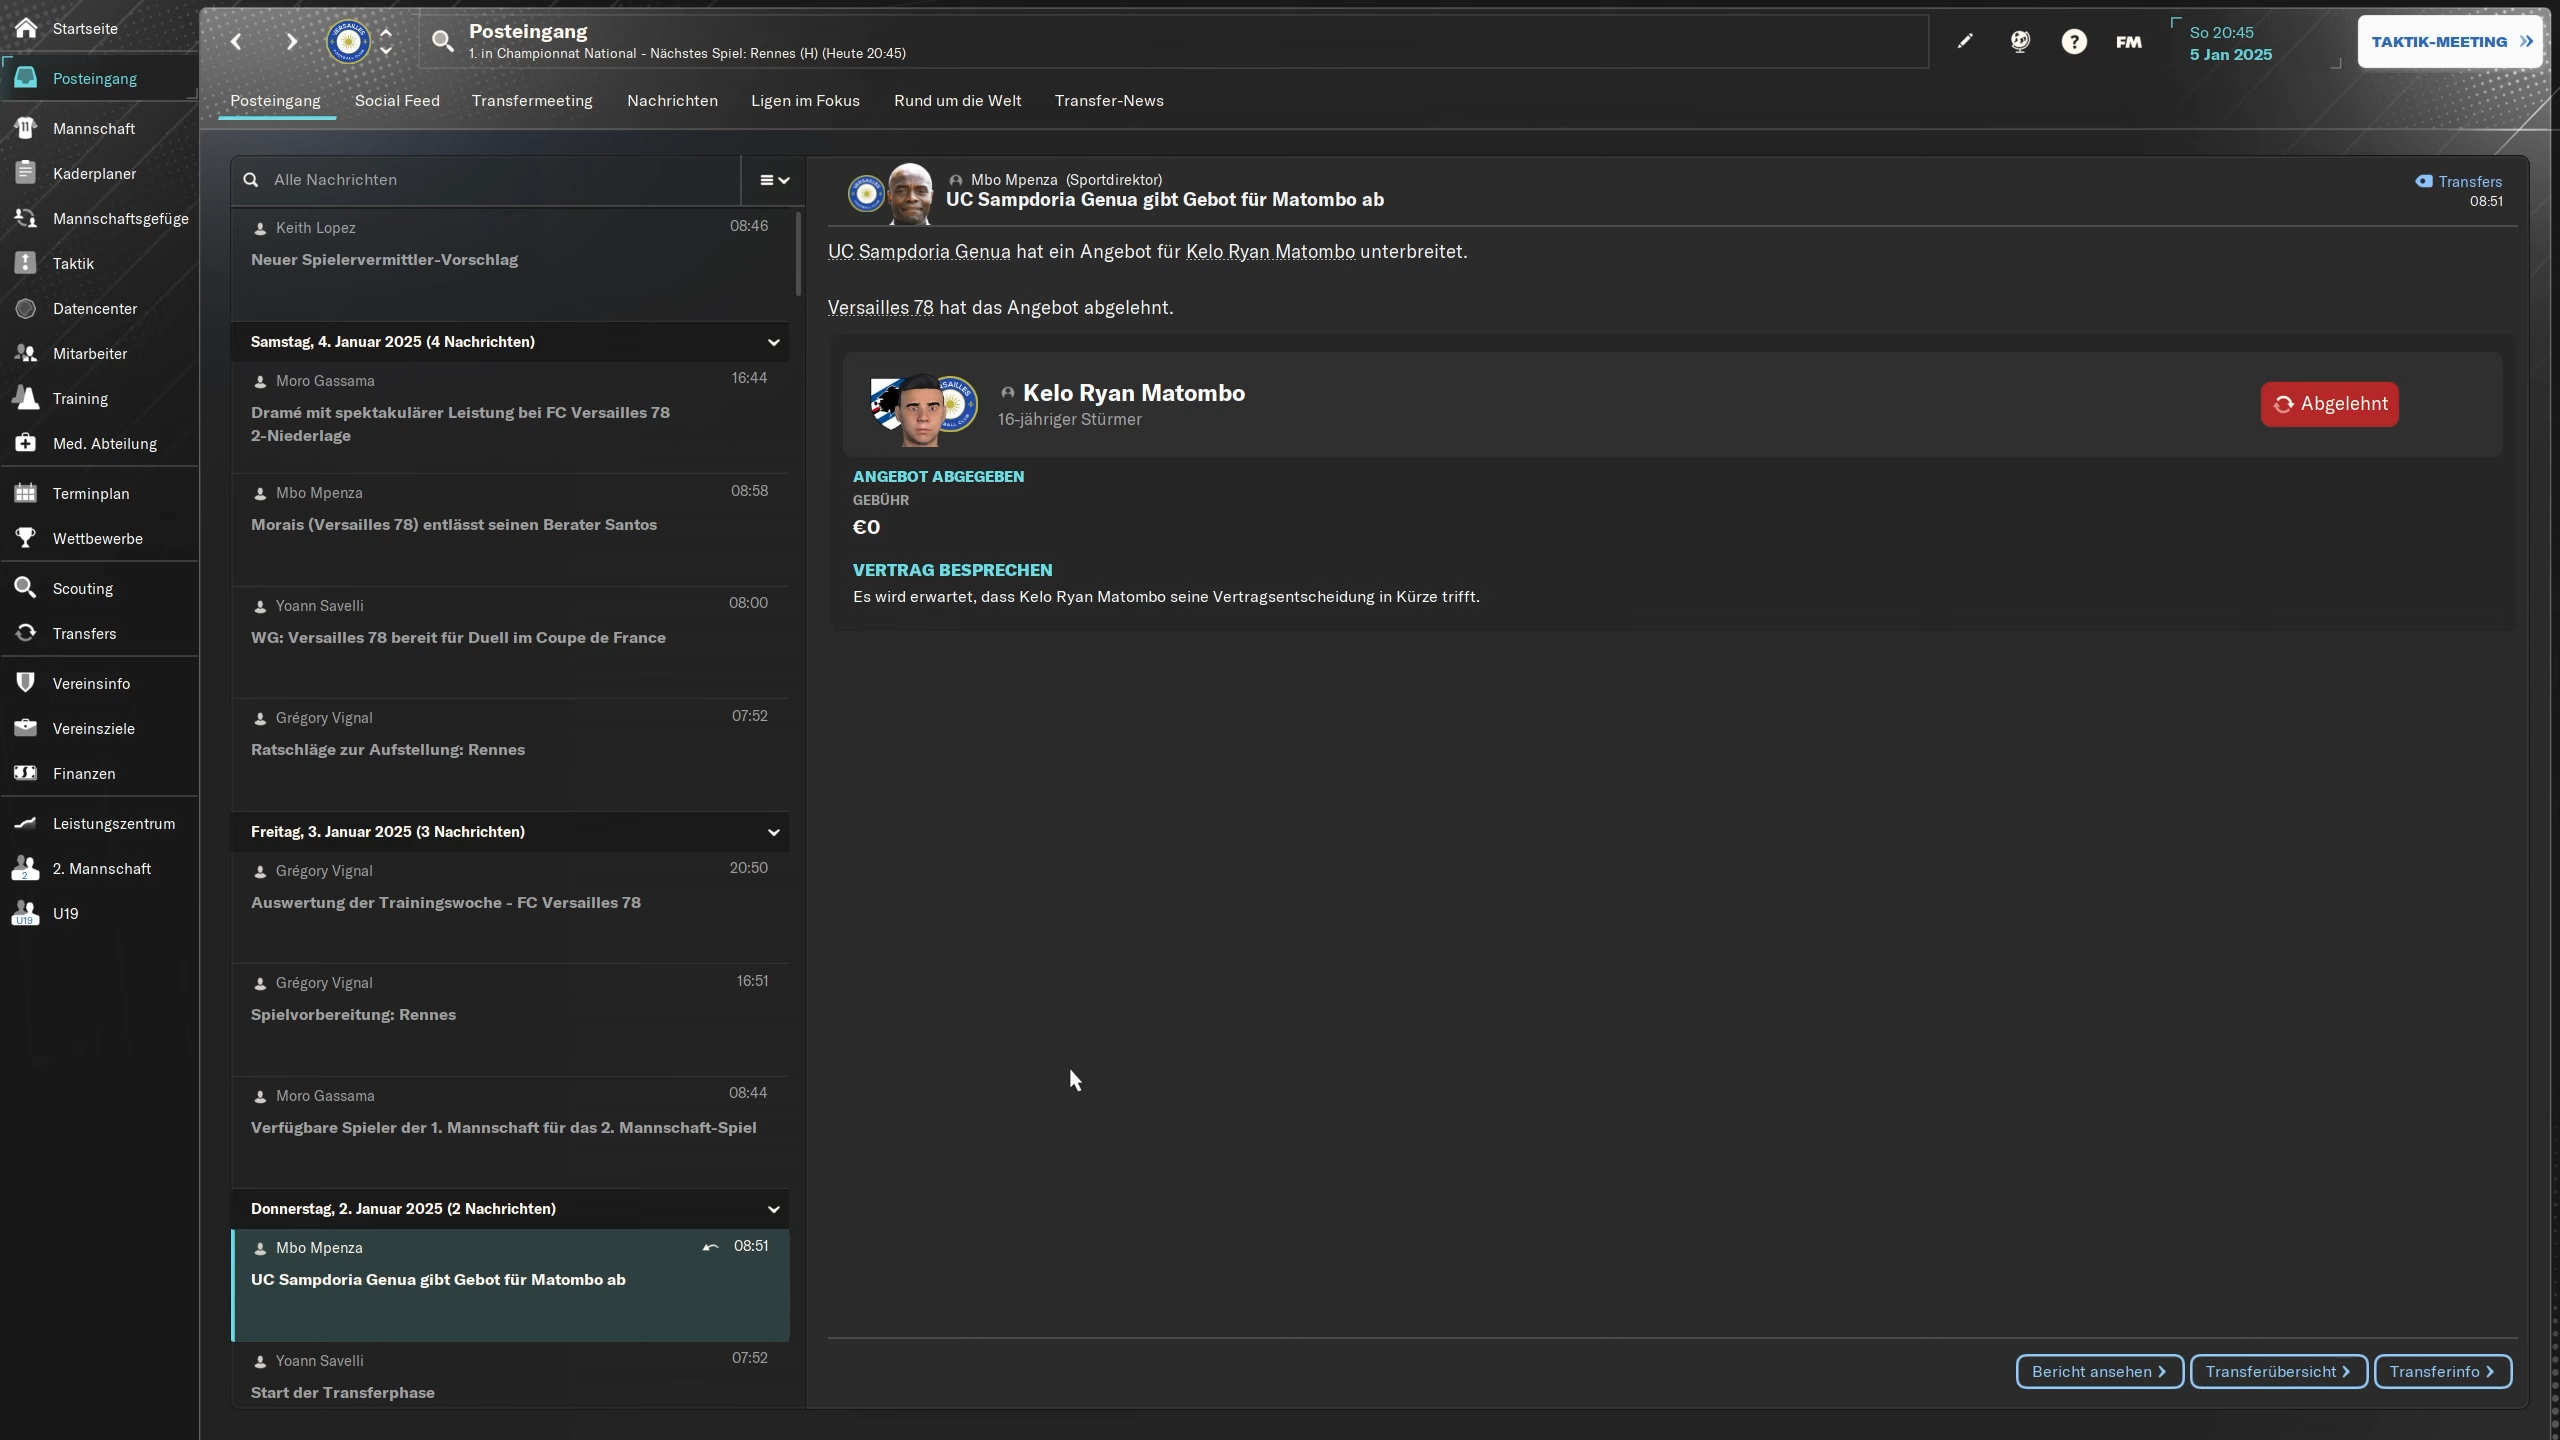 Startseite
Posteingang
Mannschaft
Kaderplaner
Mannschaftsgefüge
Taktik
Datencenter
Mitarbeiter
Training
Med. Abteilung
Terminplan
Wettbewerbe
Scouting
Transfers
Vereinsinfo
Vereinsziele
Finanzen
Leistungszentrum
2. Mannschaft
U19
Posteingang
1. in Championnat National - Nächstes Spiel: Rennes (H) (Heute 20:45)
FM
So 20:45
5 Jan 2025
TAKTIK-MEETING
Posteingang Social Feed Transfermeeting Nachrichten Ligen im Fokus Rund um die Welt Transfer-News
Alle Nachrichten
Keith Lopez 08:46
Neuer Spielervermittler-Vorschlag
Samstag, 4. Januar 2025 (4 Nachrichten)
Moro Gassama 16:44
Dramé mit spektakulärer Leistung bei FC Versailles 78
2-Niederlage
Mbo Mpenza 08:58
Morais (Versailles 78) entlässt seinen Berater Santos
Yoann Savelli 08:00
WG: Versailles 78 bereit für Duell im Coupe de France
Grégory Vignal 07:52
Ratschläge zur Aufstellung: Rennes
Freitag, 3. Januar 2025 (3 Nachrichten)
Grégory Vignal 20:50
Auswertung der Trainingswoche - FC Versailles 78
Grégory Vignal 16:51
Spielvorbereitung: Rennes
Moro Gassama 08:44
Verfügbare Spieler der 1. Mannschaft für das 2. Mannschaft-Spiel
Donnerstag, 2. Januar 2025 (2 Nachrichten)
Mbo Mpenza 08:51
UC Sampdoria Genua gibt Gebot für Matombo ab
Yoann Savelli 07:52
Start der Transferphase
Mbo Mpenza (Sportdirektor)
UC Sampdoria Genua gibt Gebot für Matombo ab
Transfers
08:51
UC Sampdoria Genua hat ein Angebot für Kelo Ryan Matombo unterbreitet.
Versailles 78 hat das Angebot abgelehnt.
Kelo Ryan Matombo
16-jähriger Stürmer
Abgelehnt
ANGEBOT ABGEGEBEN
GEBÜHR
€0
VERTRAG BESPRECHEN
Es wird erwartet, dass Kelo Ryan Matombo seine Vertragsentscheidung in Kürze trifft.
Bericht ansehen Transferübersicht Transferinfo